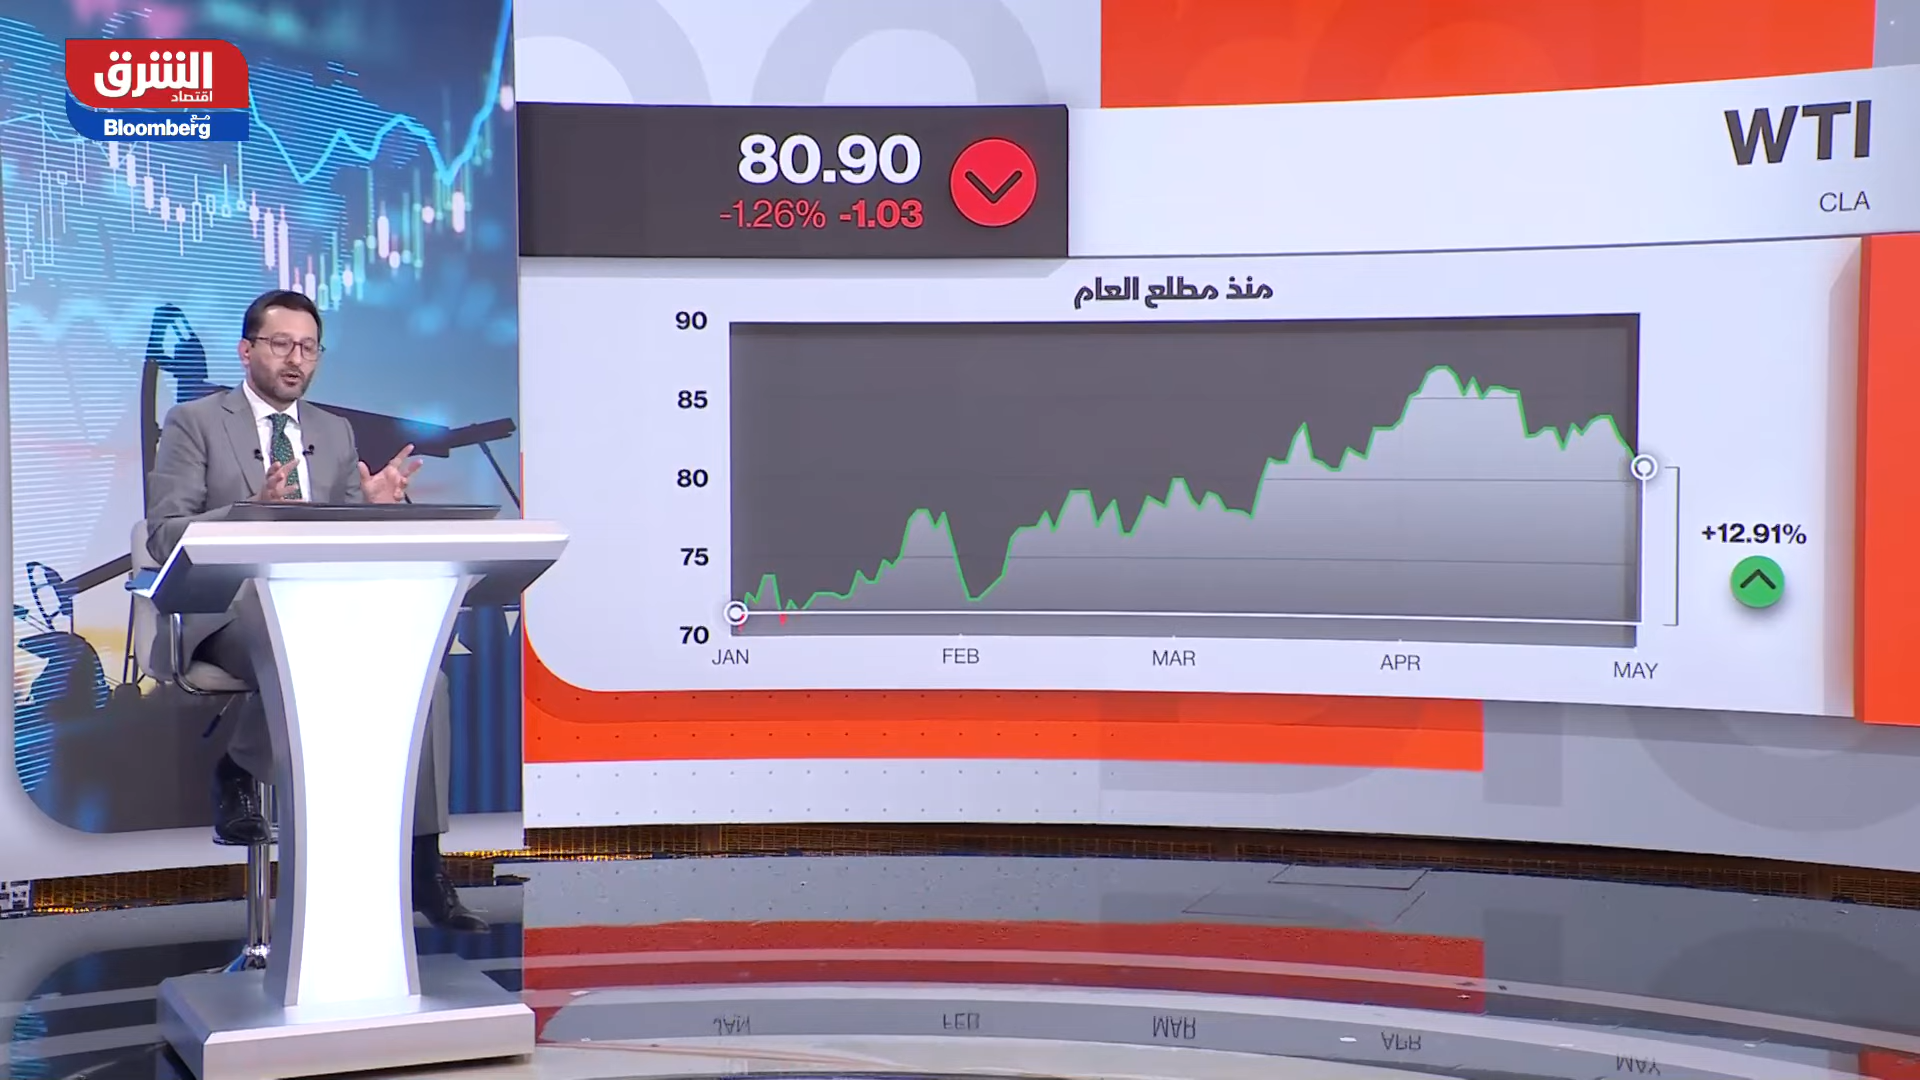 الشرق
اقتصاد
مع
Bloomberg
80.90
-1.26% -1.03
WTI
CLA
منذ مطلع العام
90
85
80
75
70
JAN
FEB
MAR
APR
MAY
+12.91%